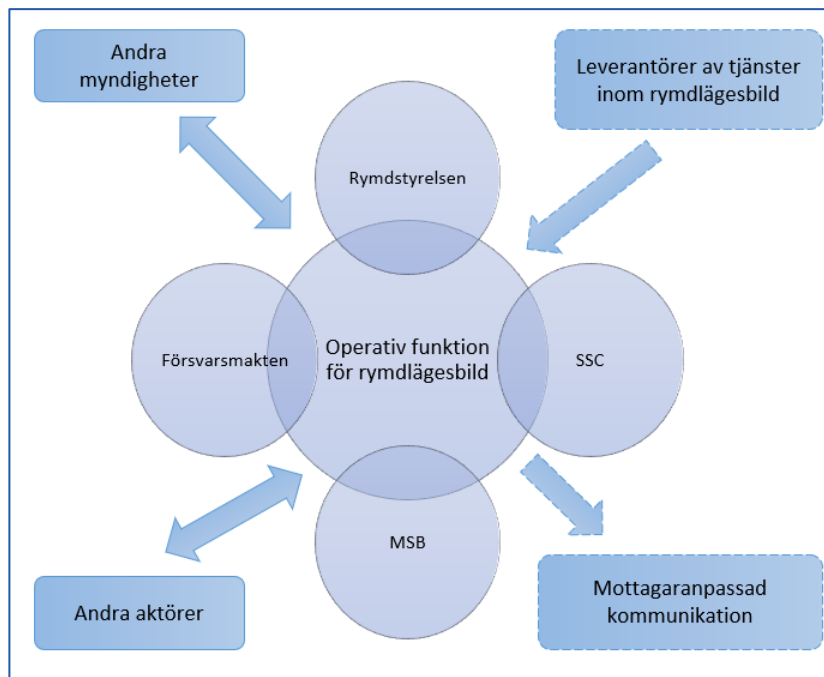 Andra
myndigheter
Leverantörer av tjänster
inom rymdlägesbild
Rymdstyrelsen
Försvarsmakten
Operativ funktion
för rymdlägesbild
SSC
MSB
Andra aktörer
Mottagaranpassad
kommunikation